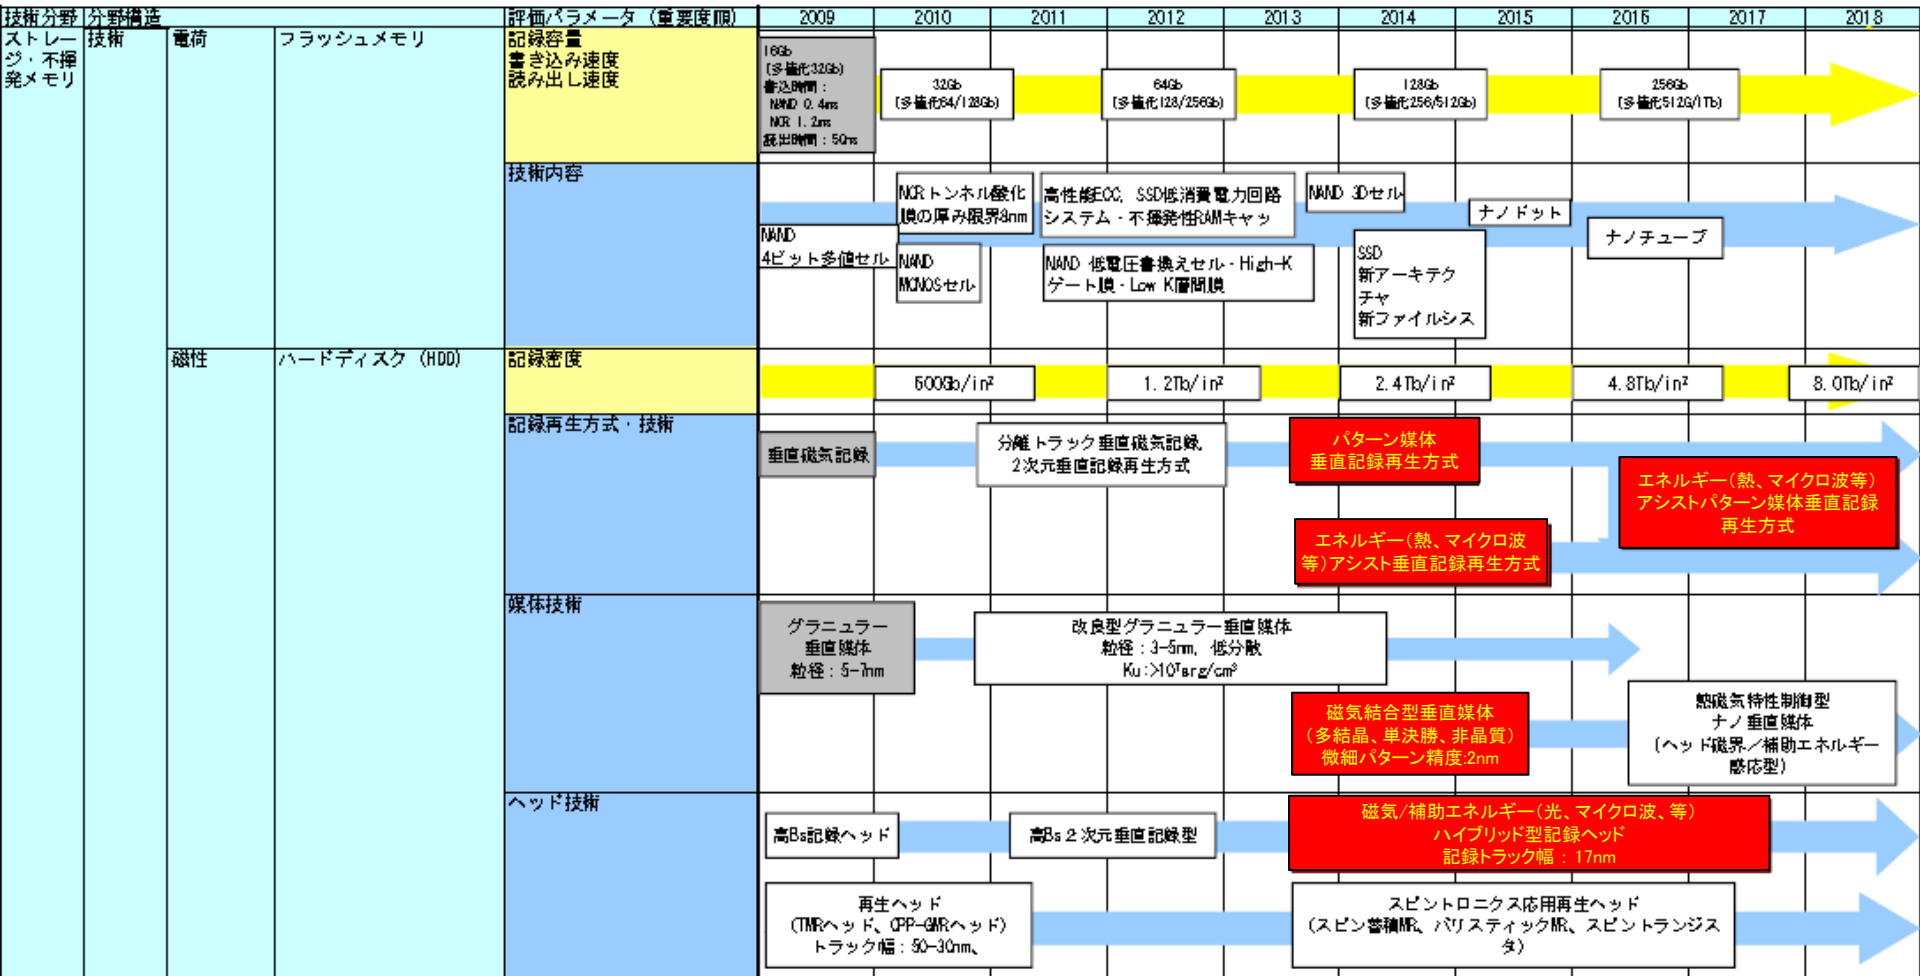 技術分野 分野構造 評価パラメータ（重要度順） 2009 2010 2011 2012 2013 2014 2015 2016 2017 2018
ストレー
ジ・不揮
発メモリ
技術
電荷
フラッシュメモリ
記録容量
書き込み速度
読み出し速度
16Gb
(多値化32Gb)
書込時間：
NAND 0.4ms
NOR 1.2ms
読出時間：50ns
32Gb
(多値化64/128Gb)
64Gb
(多値化128/256Gb)
128Gb
(多値化256/512Gb)
256Gb
(多値化512G/1Tb)
技術内容
NAND
4ビット多値セル
NORトンネル酸化
膜の厚み限界8nm
NAND
MONOSセル
高性能ECC, SSD低消費電力回路
システム・不揮発性RAMキャッ
NAND 低電圧書換えセル・High-K
ゲート膜・Low K層間膜
NAND 3Dセル
SSD
新アーキテク
チャ
新ファイルシス
ナノドット
ナノチューブ
磁性
ハードディスク（HDD）
記録密度
600Gb/in²
1.2Tb/in²
2.4Tb/in²
4.8Tb/in²
8.0Tb/in²
記録再生方式・技術
垂直磁気記録
分離トラック垂直磁気記録,
2次元垂直記録再生方式
パターン媒体
垂直記録再生方式
エネルギー（熱、マイクロ波
等）アシスト垂直記録再生方式
エネルギー（熱、マイクロ波等）
アシストパターン媒体垂直記録
再生方式
媒体技術
グラニュラー
垂直媒体
粒径：5-7nm
改良型グラニュラー垂直媒体
粒径：3-5nm, 低分散
Ku:>10⁷erg/cm³
磁気結合型垂直媒体
（多結晶、単決勝、非晶質）
微細パターン精度:2nm
熱磁気特性制御型
ナノ垂直媒体
(ヘッド磁界／補助エネルギー
感応型)
ヘッド技術
高Bs記録ヘッド
高Bs２次元垂直記録型
磁気/補助エネルギー（光、マイクロ波、等）
ハイブリッド型記録ヘッド
記録トラック幅：17nm
再生ヘッド
(TMRヘッド、CPP-GMRヘッド)
トラック幅：50-30nm、
スピントロニクス応用再生ヘッド
(スピン蓄積MR、バリスティックMR、スピントランジス
タ)